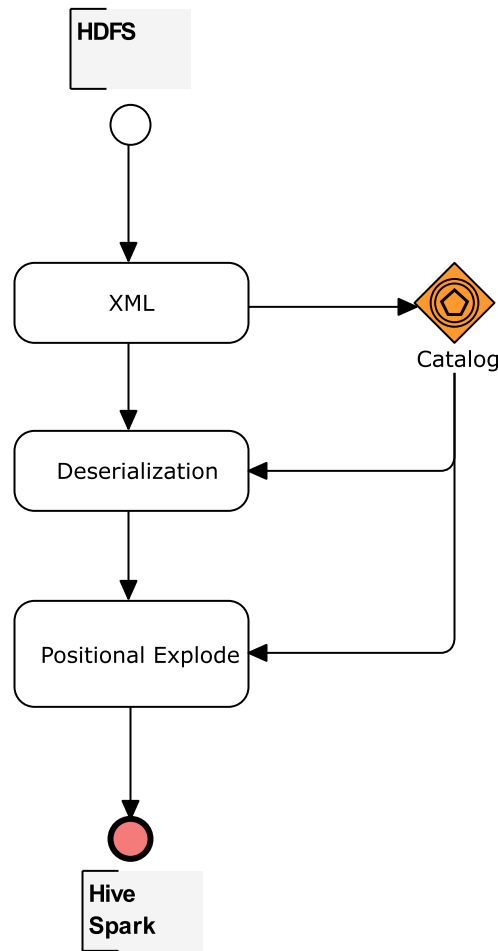 HDFS
XML
Catalog
Deserialization
Positional Explode
Hive
Spark